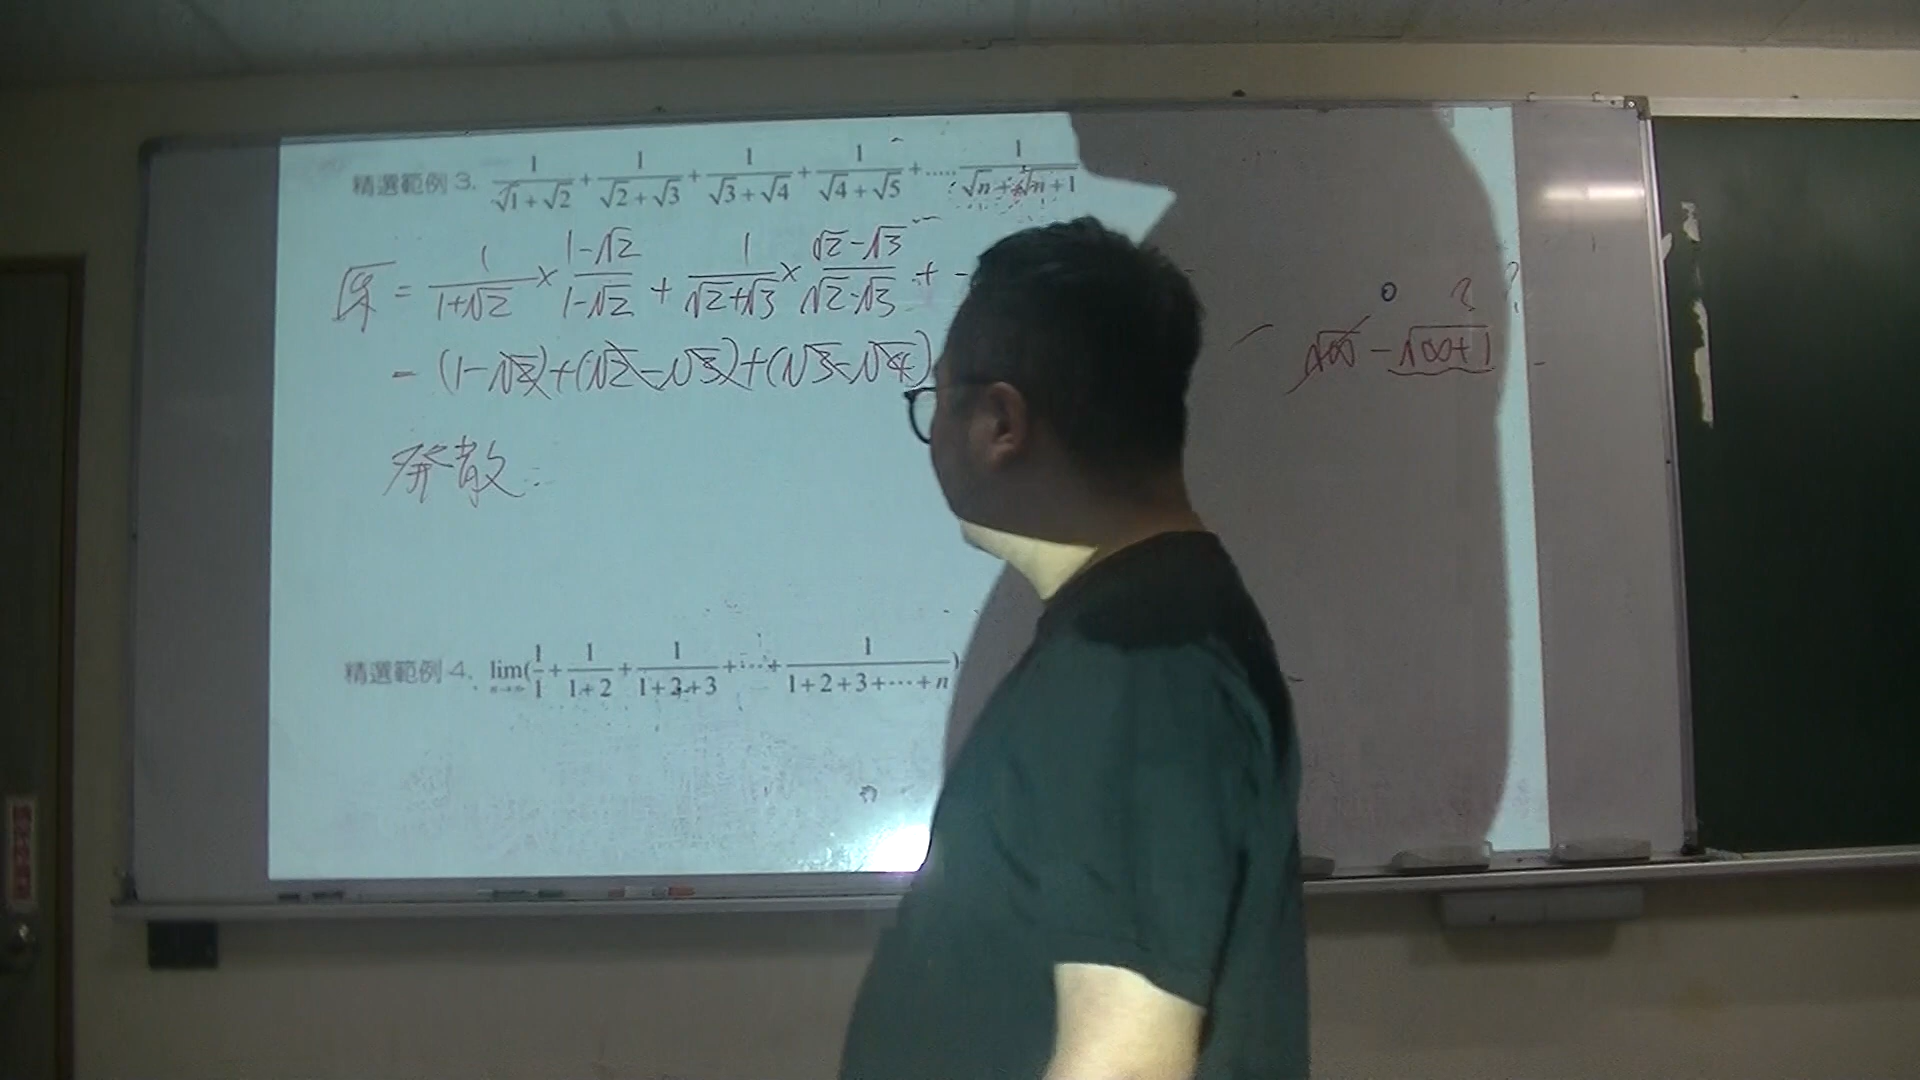 精選範例 3. 1/(√1+√2) + 1/(√2+√3) + 1/(√3+√4) + 1/(√4+√5) + ..... 1/(√n+√n+1)
原 = 1/(1+√2) × (1-√2)/(1-√2) + 1/(√2+√3) × (√2-√3)/(√2-√3) + -
- (1-√2)+(√2-√3)+(√3-√4)
√∞ - √∞+1
發散
精選範例 4. lim(1/1 + 1/(1+2) + 1/(1+2+3) + ⋯ + 1/(1+2+3+⋯+n))